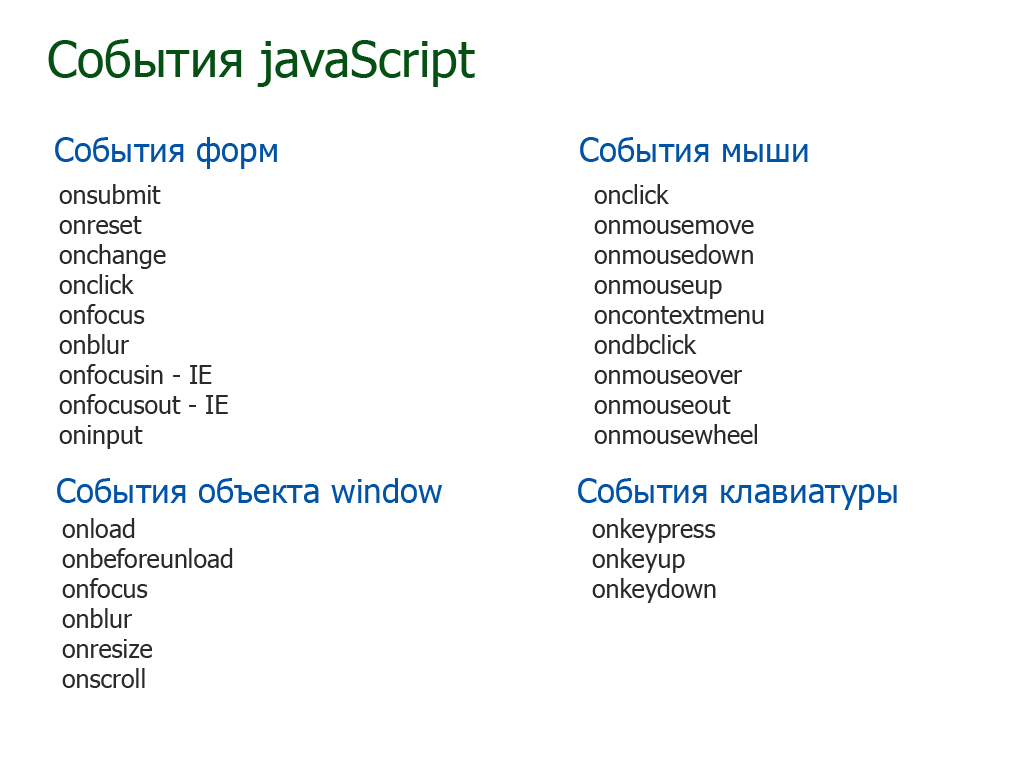 События javaScript
События форм
onsubmit
onreset
onchange
onclick
onfocus
onblur
onfocusin - IE
onfocusout - IE
oninput
События мыши
onclick
onmousemove
onmousedown
onmouseup
oncontextmenu
ondbclick
onmouseover
onmouseout
onmousewheel
События объекта window
onload
onbeforeunload
onfocus
onblur
onresize
onscroll
События клавиатуры
onkeypress
onkeyup
onkeydown